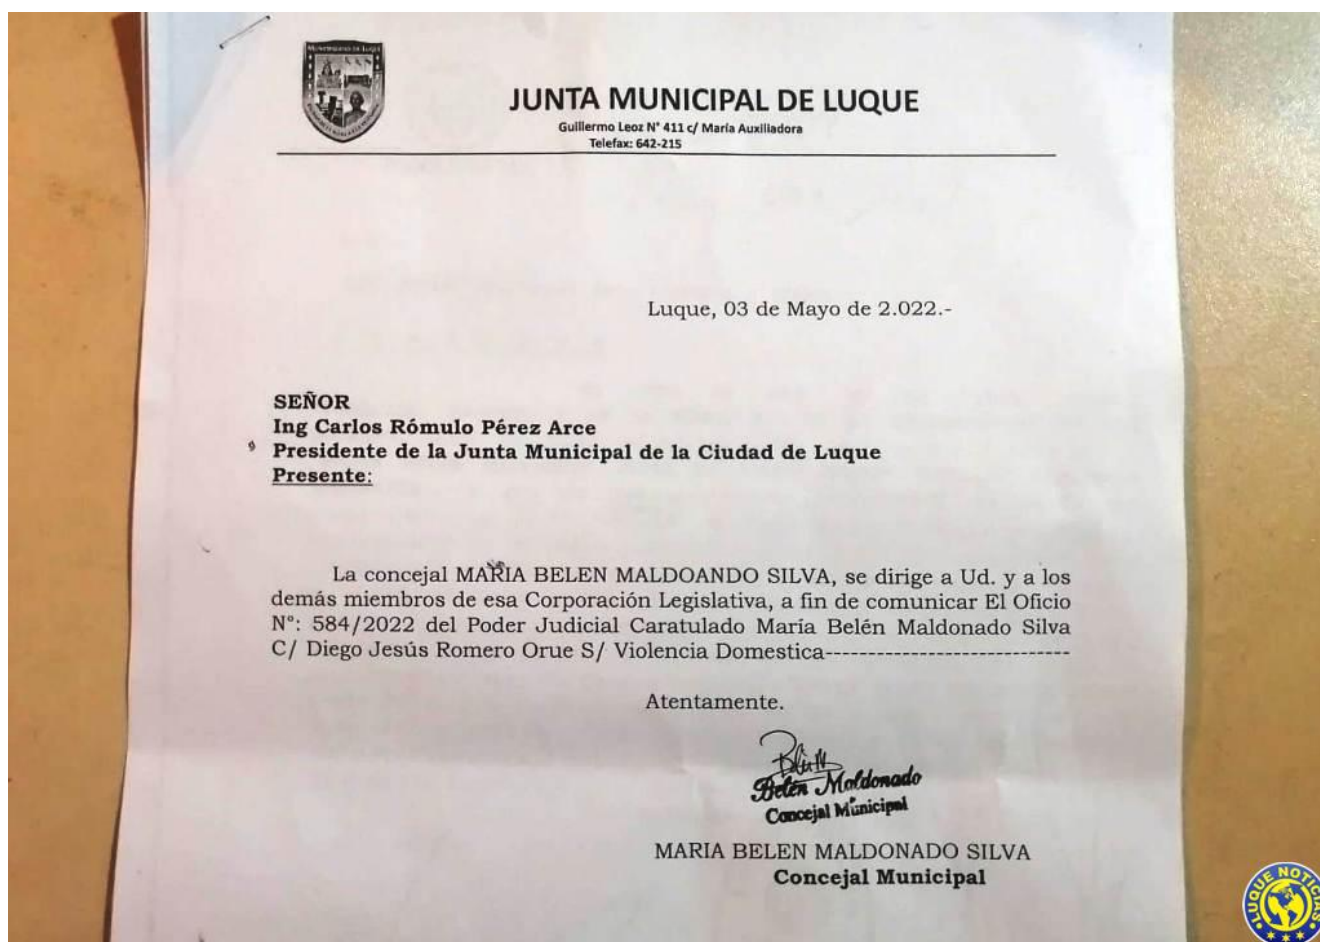 MUNICIPALIDAD DE LUQUE
JUNTA MUNICIPAL DE LUQUE
Guillermo Leoz N° 411 c/ María Auxiliadora
Telefax: 642-215
Luque, 03 de Mayo de 2.022.-
SEÑOR
Ing Carlos Rómulo Pérez Arce
Presidente de la Junta Municipal de la Ciudad de Luque
Presente:
La concejal MARIA BELEN MALDOANDO SILVA, se dirige a Ud. y a los
demás miembros de esa Corporación Legislativa, a fin de comunicar El Oficio
N°: 584/2022 del Poder Judicial Caratulado María Belén Maldonado Silva
C/ Diego Jesús Romero Orue S/ Violencia Domestica-----------------------------
Atentamente.
Belén M
Belén Maldonado
Concejal Municipal
MARIA BELEN MALDONADO SILVA
Concejal Municipal
LUQUE NOTICIAS